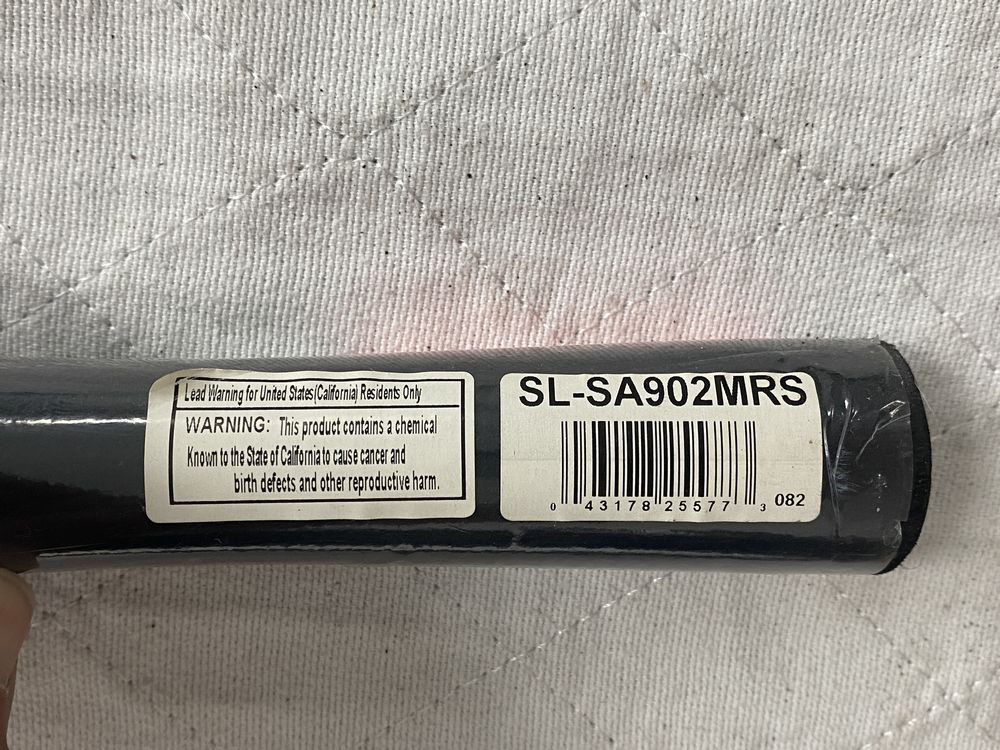 Lead Warning for United States (California) Residents Only
WARNING: This product contains a chemical
Known to the State of California to cause cancer and
birth defects and other reproductive harm.
SL-SA902MRS
0 43178 25577 3 082